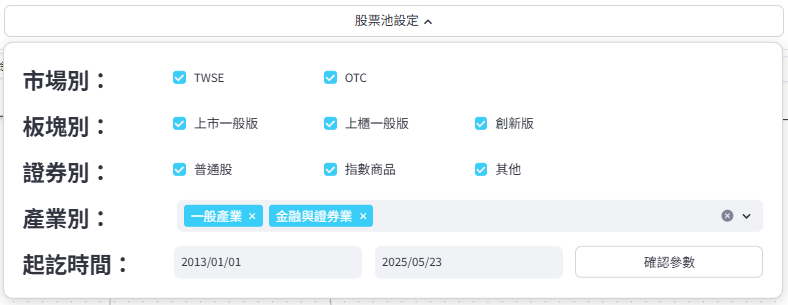 股票池設定
市場別：
TWSE
OTC
板塊別：
上市一般版
上櫃一般版
創新版
證券別：
普通股
指數商品
其他
產業別：
一般產業 ×
金融與證券業 ×
起訖時間：
2013/01/01
2025/05/23
確認參數